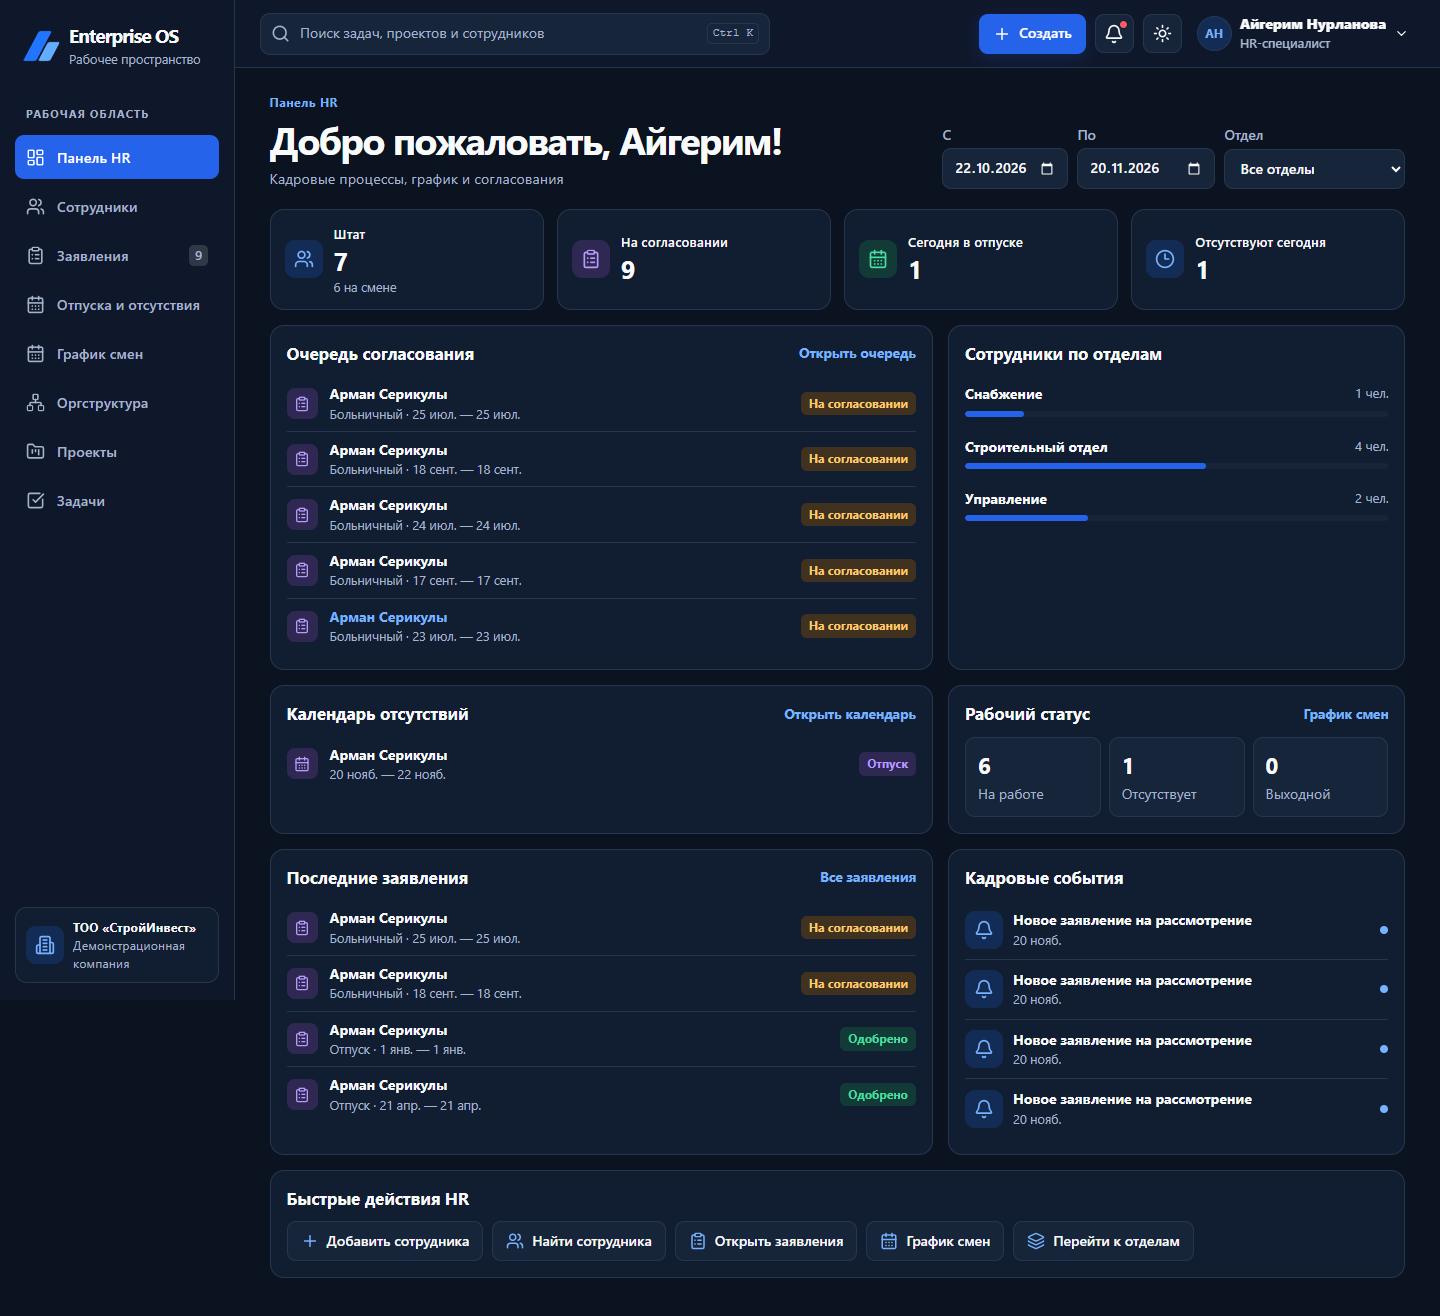 Enterprise OS
Рабочее пространство
РАБОЧАЯ ОБЛАСТЬ
Панель HR
Сотрудники
Заявления 9
Отпуска и отсутствия
График смен
Оргструктура
Проекты
Задачи
ТОО «СтройИнвест»
Демонстрационная
компания
Поиск задач, проектов и сотрудников Ctrl K
Создать
АН
Айгерим Нурланова
HR-специалист
Панель HR
Добро пожаловать, Айгерим!
Кадровые процессы, график и согласования
С
22.10.2026
По
20.11.2026
Отдел
Все отделы
Штат
7
6 на смене
На согласовании
9
Сегодня в отпуске
1
Отсутствуют сегодня
1
Очередь согласования Открыть очередь
Арман Серикулы
Больничный · 25 июл. — 25 июл.
На согласовании
Арман Серикулы
Больничный · 18 сент. — 18 сент.
На согласовании
Арман Серикулы
Больничный · 24 июл. — 24 июл.
На согласовании
Арман Серикулы
Больничный · 17 сент. — 17 сент.
На согласовании
Арман Серикулы
Больничный · 23 июл. — 23 июл.
На согласовании
Сотрудники по отделам
Снабжение 1 чел.
Строительный отдел 4 чел.
Управление 2 чел.
Календарь отсутствий Открыть календарь
Арман Серикулы
20 нояб. — 22 нояб.
Отпуск
Рабочий статус График смен
6
На работе
1
Отсутствует
0
Выходной
Последние заявления Все заявления
Арман Серикулы
Больничный · 25 июл. — 25 июл.
На согласовании
Арман Серикулы
Больничный · 18 сент. — 18 сент.
На согласовании
Арман Серикулы
Отпуск · 1 янв. — 1 янв.
Одобрено
Арман Серикулы
Отпуск · 21 апр. — 21 апр.
Одобрено
Кадровые события
Новое заявление на рассмотрение
20 нояб.
Новое заявление на рассмотрение
20 нояб.
Новое заявление на рассмотрение
20 нояб.
Новое заявление на рассмотрение
20 нояб.
Быстрые действия HR
Добавить сотрудника
Найти сотрудника
Открыть заявления
График смен
Перейти к отделам